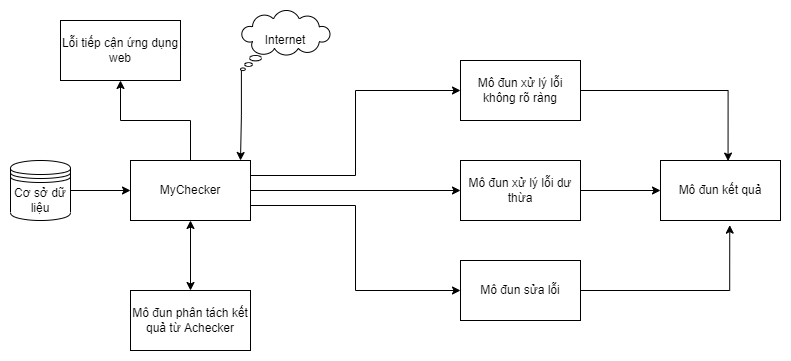 Lỗi tiếp cận ứng dụng
web
Internet
Mô đun xử lý lỗi
không rõ ràng
Cơ sở dữ
liệu
MyChecker
Mô đun xử lý lỗi dư
thừa
Mô đun kết quả
Mô đun phân tách kết
quả từ Achecker
Mô đun sửa lỗi